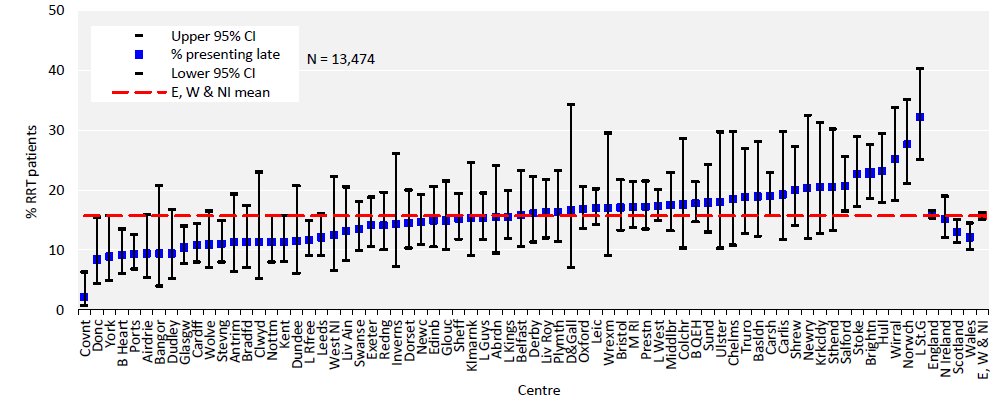 50
40
30
20
10
0
% RRT patients
Upper 95% CI
% presenting late
Lower 95% CI
E, W & NI mean
N = 13,474
Covnt
Donc
York
B Heart
Ports
Airdrie
Bangor
Dudley
Glasgw
Cardff
Wolve
Stevng
Antrim
Bradfd
Clwyd
Nottm
Kent
Dundee
L Rfree
Leeds
West NI
Liv Ain
Swanse
Exeter
Redng
Inverns
Dorset
Newc
Edinb
Glouc
Sheff
Klmarnk
L Guys
Abrdn
L Kings
Belfast
Derby
Liv Roy
Plymth
D&Gall
Oxford
Leic
Wrexm
Bristol
M RI
Prestn
L West
Middlbr
Colchr
B QEH
Sund
Ulster
Chelms
Truro
Basldn
Carsh
Carlis
Shrew
Newry
Krkcldy
Sthend
Salford
Stoke
Brightn
Hull
Wirral
Norwch
L St.G
England
N Ireland
Scotland
Wales
E, W & NI
Centre